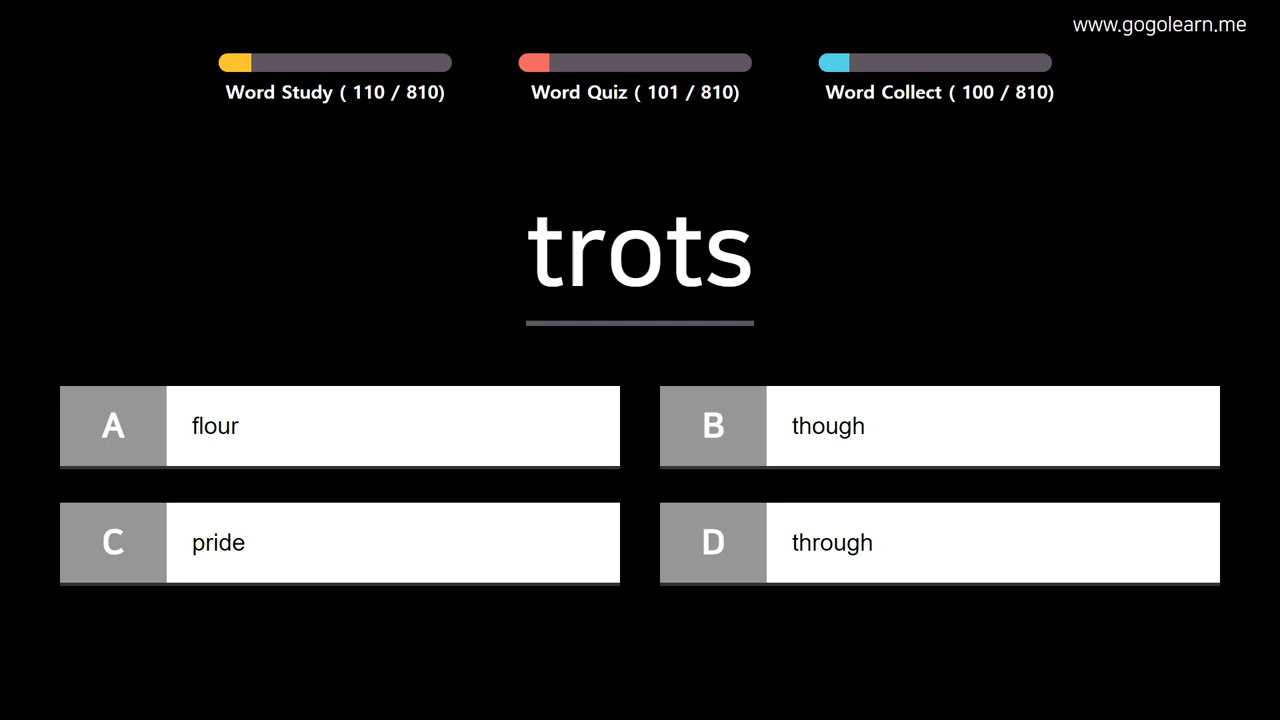 www.gogolearn.me
Word Study ( 110 / 810)
Word Quiz ( 101 / 810)
Word Collect ( 100 / 810)
trots
A flour
B though
C pride
D through